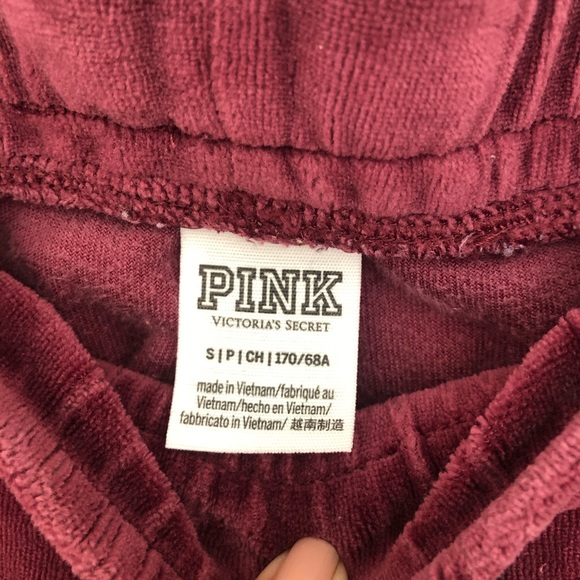 PINK
VICTORIA'S SECRET
S | P | CH | 170/68A
made in Vietnam/fabriqué au
Vietnam/hecho en Vietnam/
fabbricato in Vietnam/ 越南制造